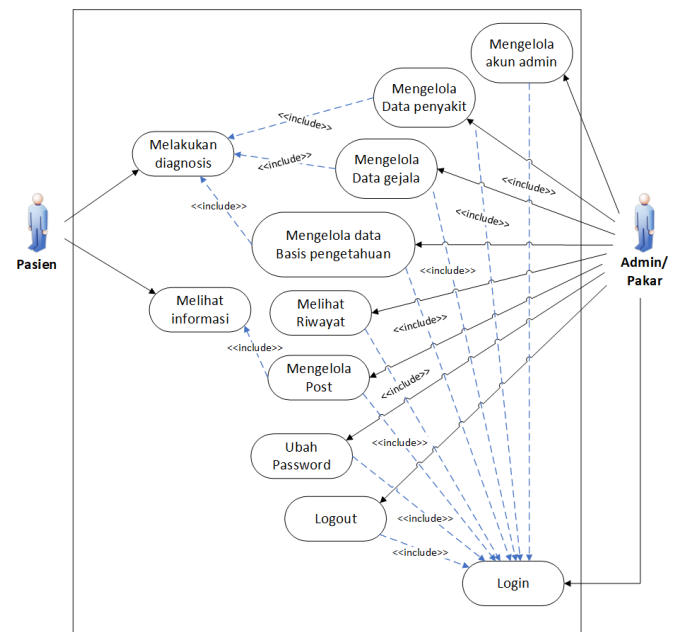 Mengelola
akun admin
Mengelola
Data penyakit
<<include>>
Melakukan
diagnosis
Mengelola
Data gejala
<<include>>
<<include>>
<<include>>
<<include>>
Pasien
Mengelola data
Basis pengetahuan
Admin/
Pakar
<<include>>
Melihat
informasi
Melihat
Riwayat
<<include>>
<<include>>
Mengelola
Post
<<include>>
Ubah
Password
<<include>>
Logout
<<include>>
<<include>>
Login